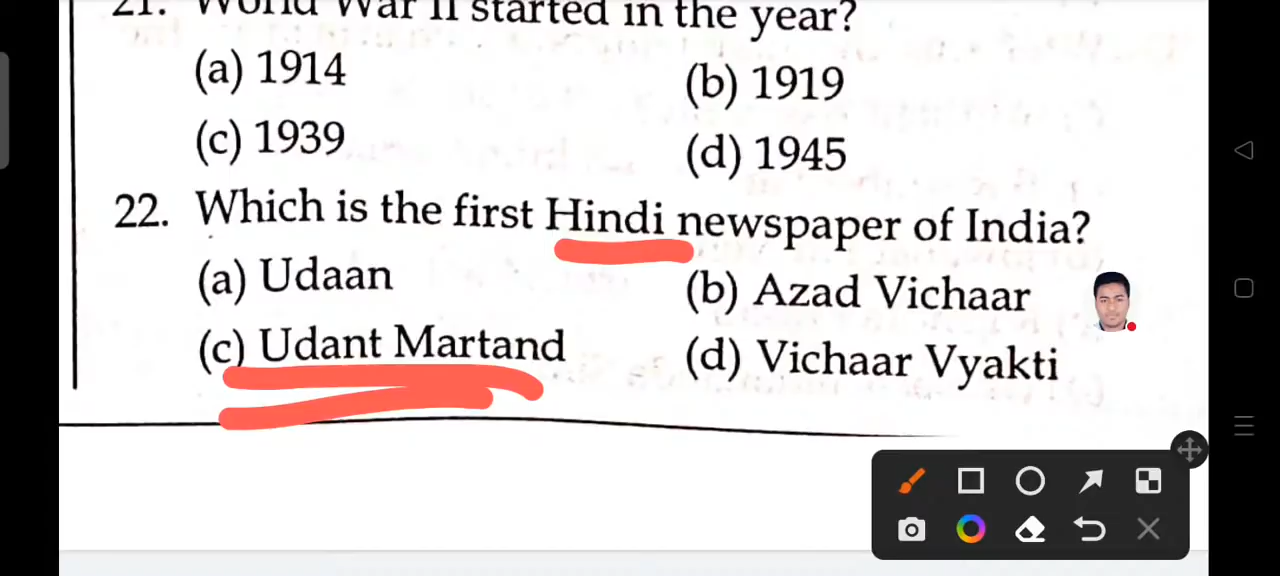 21. World War II started in the year?
(a) 1914 (b) 1919
(c) 1939 (d) 1945
22. Which is the first Hindi newspaper of India?
(a) Udaan (b) Azad Vichaar
(c) Udant Martand (d) Vichaar Vyakti